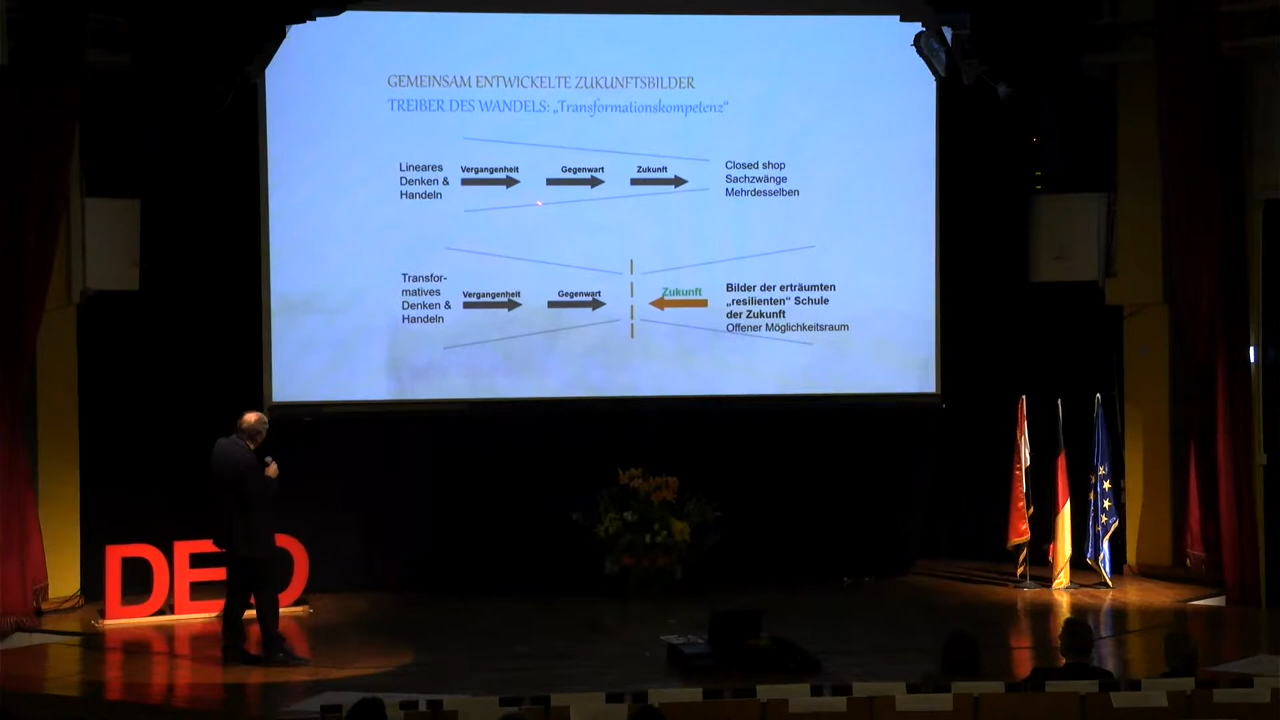 GEMEINSAM ENTWICKELTE ZUKUNFTSBILDER
TREIBER DES WANDELS: „Transformationskompetenz“
Lineares
Denken &
Handeln
Vergangenheit
Gegenwart
Zukunft
Closed shop
Sachzwänge
Mehrdesselben
Transfor-
matives
Denken &
Handeln
Vergangenheit
Gegenwart
Zukunft
Bilder der erträumten
„resilienten“ Schule
der Zukunft
Offener Möglichkeitsraum